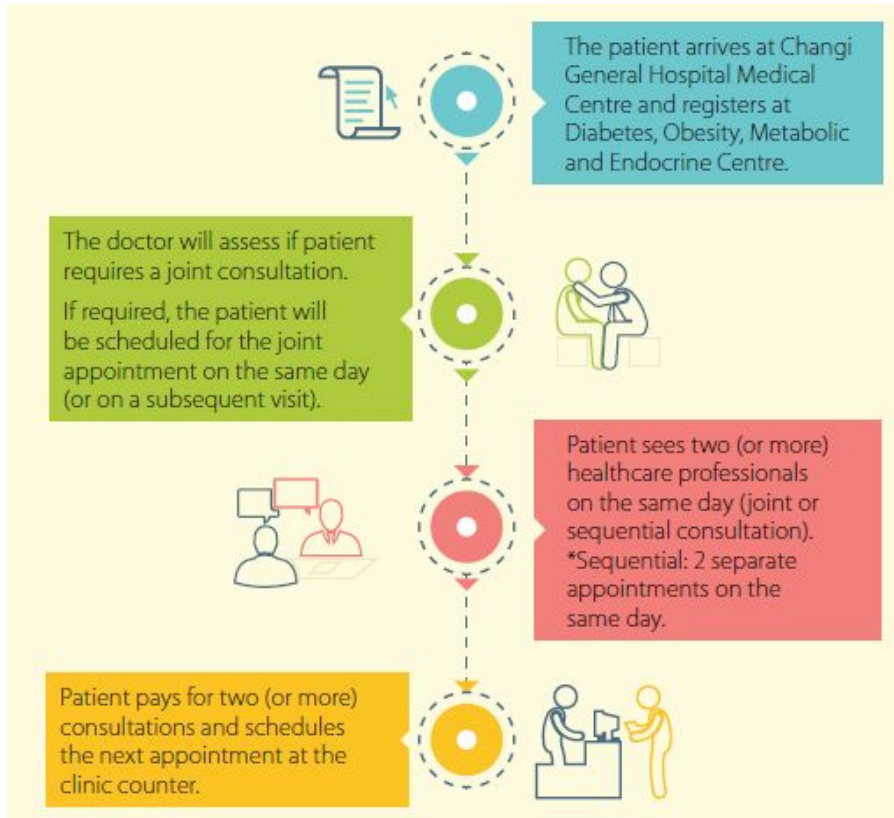 The patient arrives at Changi
General Hospital Medical
Centre and registers at
Diabetes, Obesity, Metabolic
and Endocrine Centre.
The doctor will assess if patient
requires a joint consultation.
If required, the patient will
be scheduled for the joint
appointment on the same day
(or on a subsequent visit).
Patient sees two (or more)
healthcare professionals
on the same day (joint or
sequential consultation).
*Sequential: 2 separate
appointments on the
same day.
Patient pays for two (or more)
consultations and schedules
the next appointment at the
clinic counter.